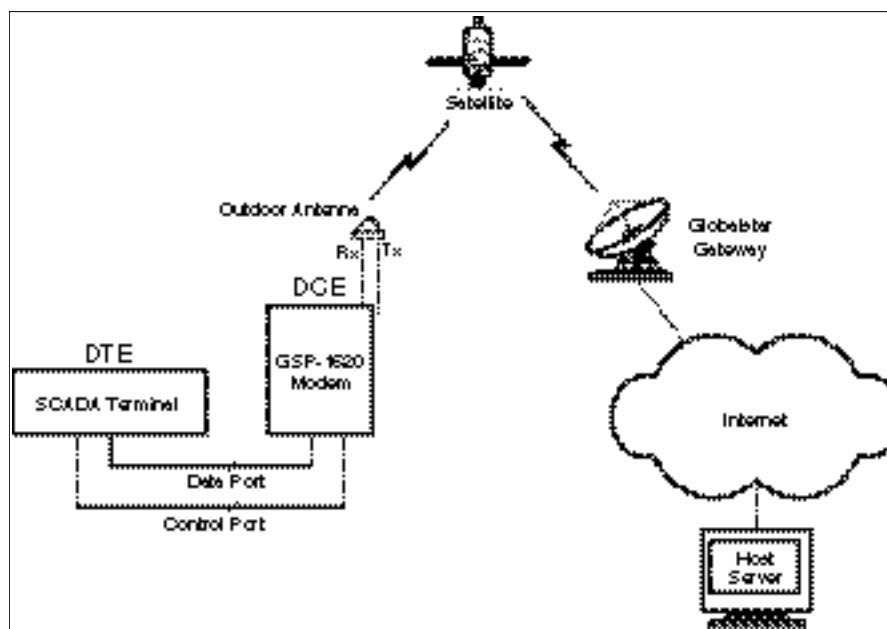 Satellite
Outdoor Antenna
Rx Tx
Globalstar
Gateway
DCE
GSP-1620
Modem
DTE
SCADA Terminal
Internet
Data Port
Control Port
Host
Server